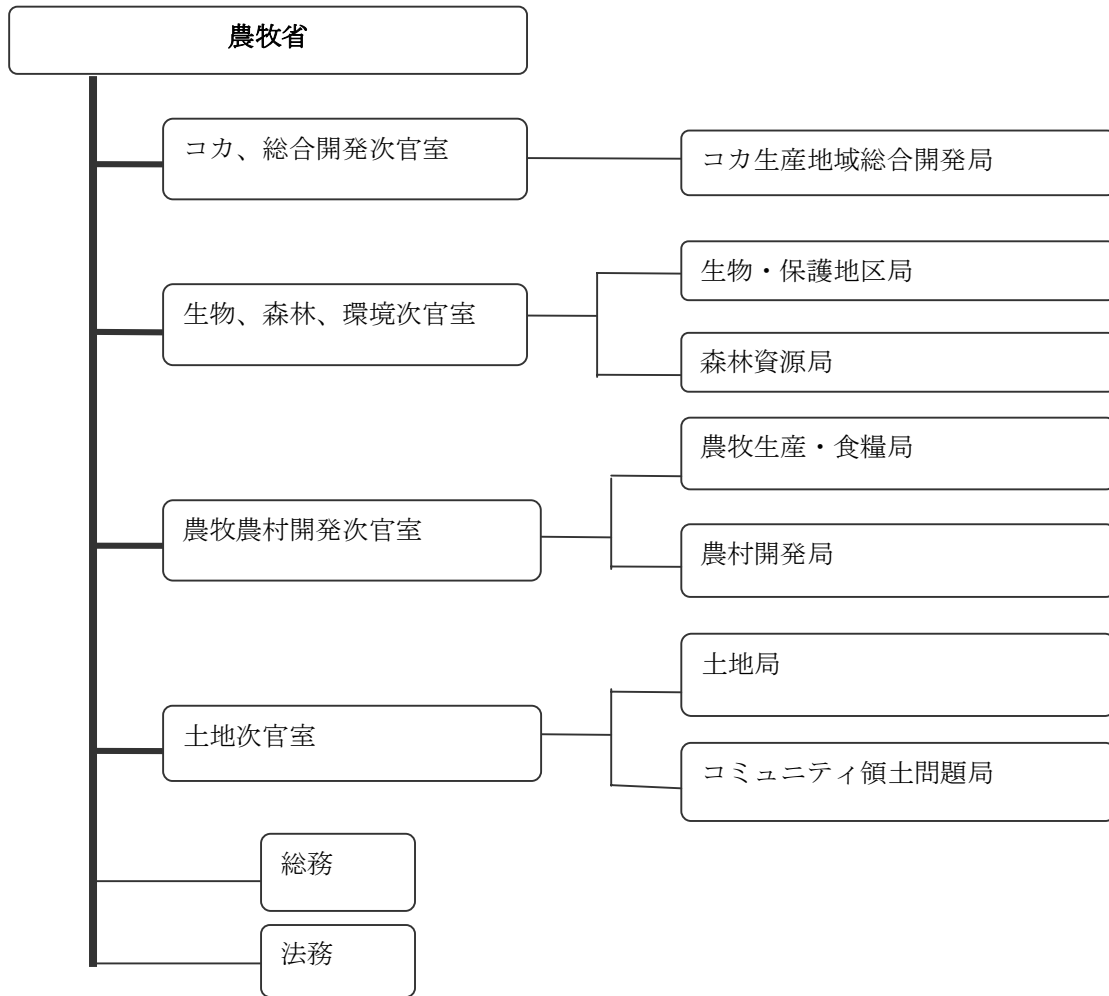 農牧省
コカ、総合開発次官室
コカ生産地域総合開発局
生物、森林、環境次官室
生物・保護地区局
森林資源局
農牧農村開発次官室
農牧生産・食糧局
農村開発局
土地次官室
土地局
コミュニティ領土問題局
総務
法務